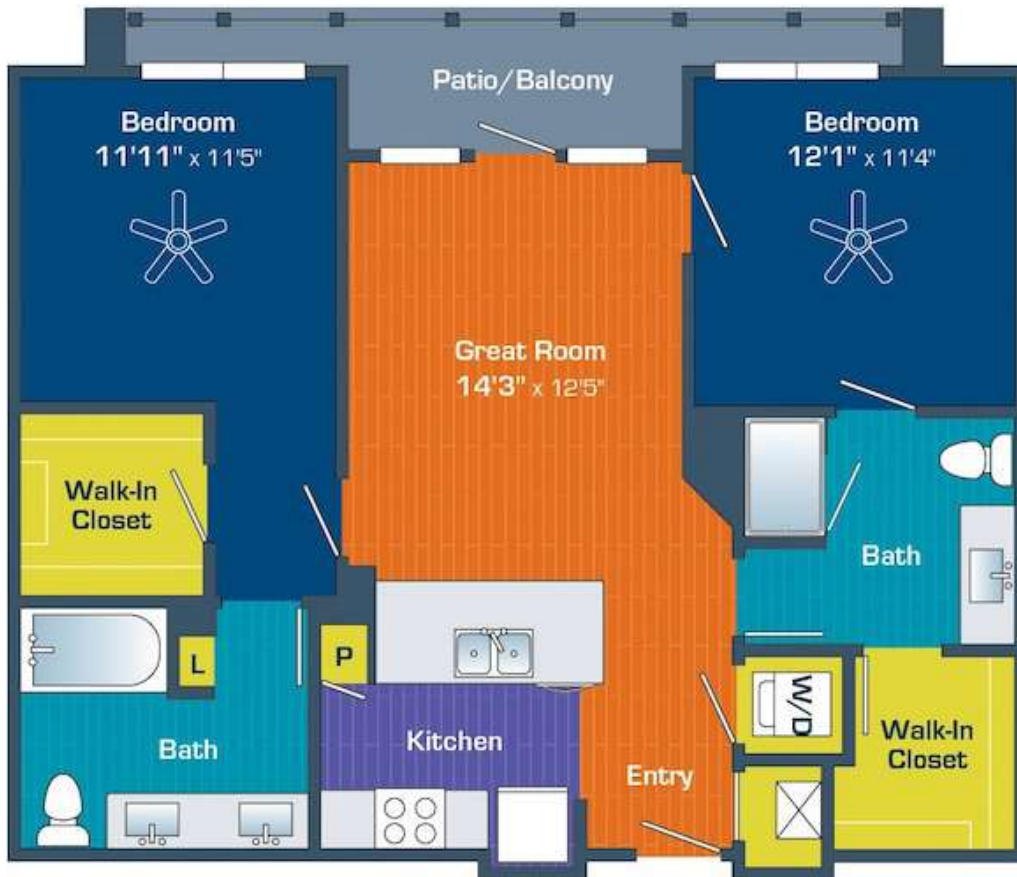 Patio/Balcony
Bedroom
11'11" x 11'5"
Bedroom
12'1" x 11'4"
Great Room
14'3" x 12'5"
Walk-In
Closet
Bath
L
P
W/D
Kitchen
Bath
Entry
Walk-In
Closet